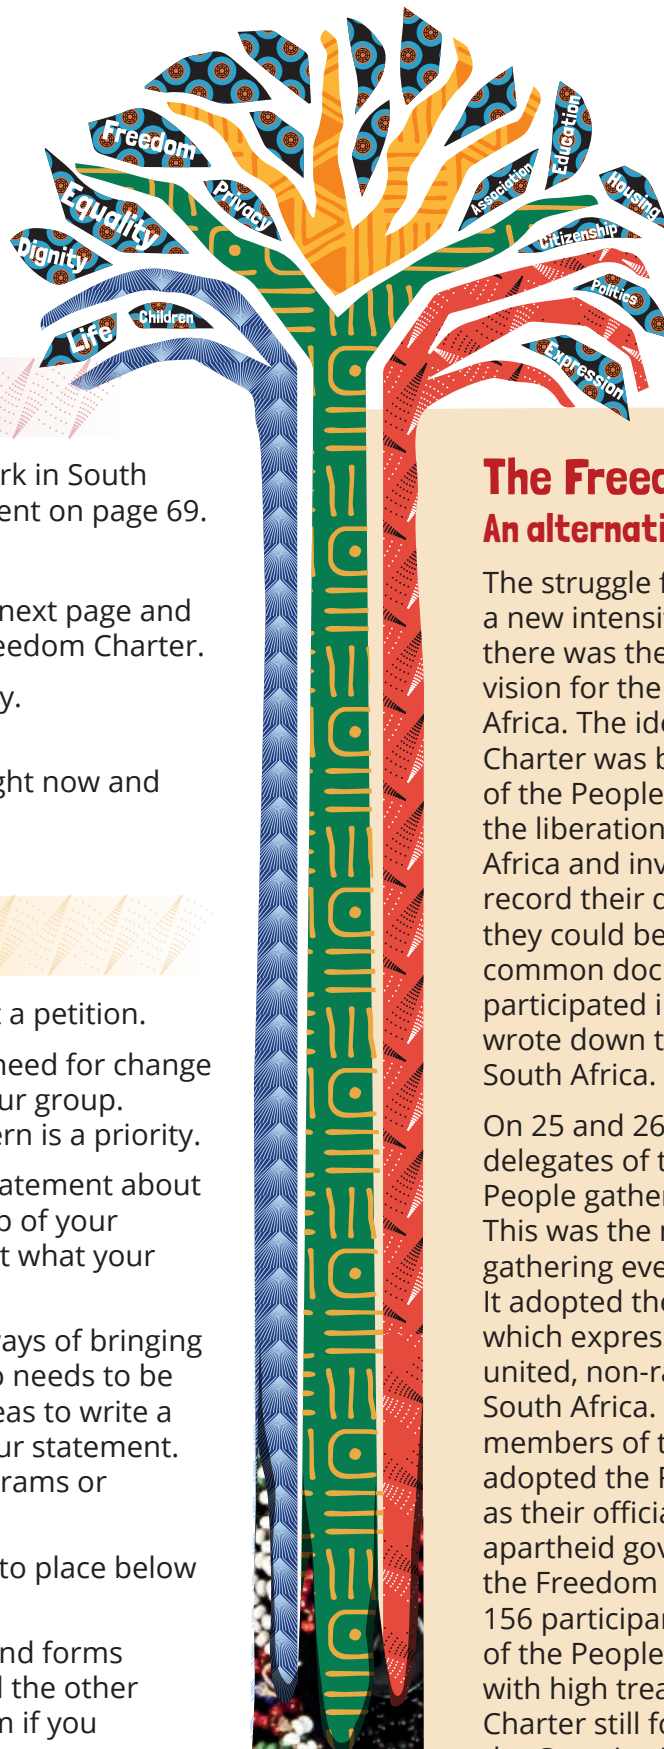 Freedom
Equality
Privacy
Dignity
Children
Life
Education
Association
Housing
Citizenship
Politics
Expression
rk in South
ent on page 69.
next page and
eedom Charter.
y.
ght now and
a petition.
need for change
ur group.
ern is a priority.
atement about
p of your
t what your
ays of bringing
o needs to be
eas to write a
ur statement.
rams or
to place below
nd forms
the other
m if you
The Freed
An alternati
The struggle f
a new intensi
there was the
vision for the
Africa. The ide
Charter was b
of the People
the liberation
Africa and inv
record their d
they could be
common doc
participated i
wrote down t
South Africa.
On 25 and 26
delegates of t
People gather
This was the r
gathering eve
It adopted the
which expres
united, non-ra
South Africa.
members of t
adopted the F
as their officia
apartheid gov
the Freedom
156 participan
of the People
with high trea
Charter still fo